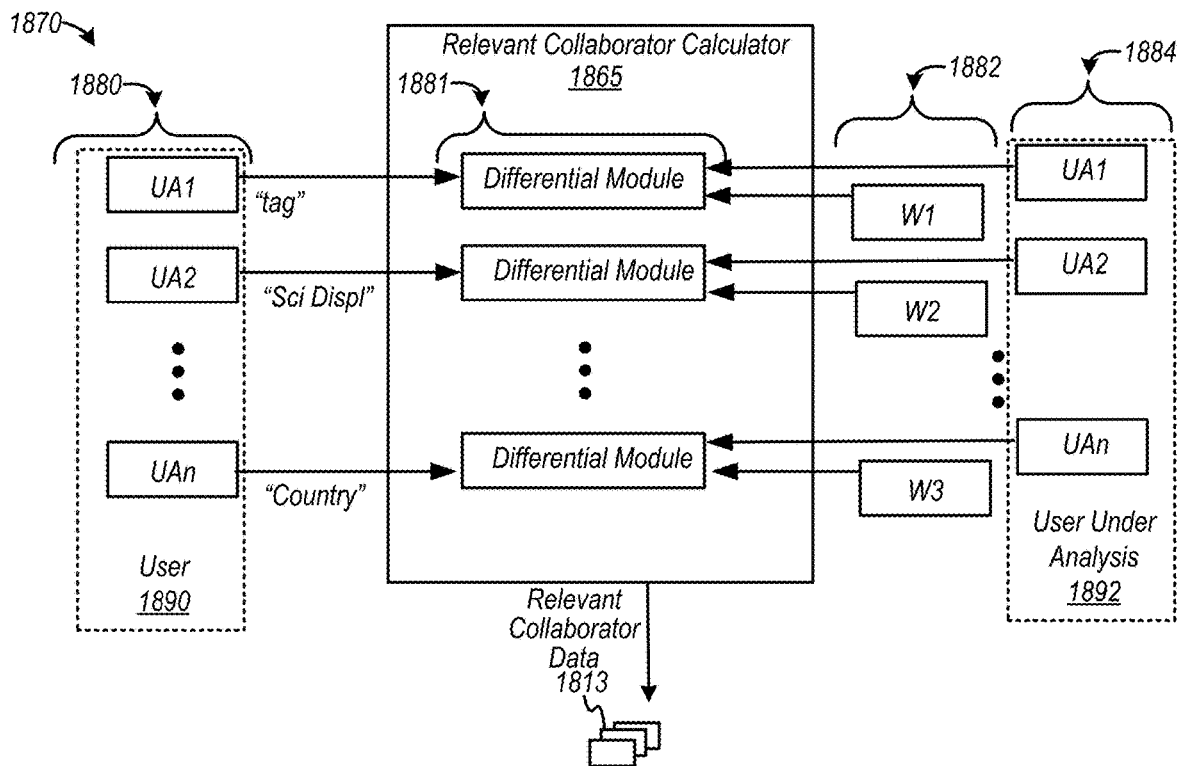 1870
Relevant Collaborator Calculator
1865
1880
1881
1882
1884
UA1
"tag"
Differential Module
W1
UA1
UA2
"Sci Displ"
Differential Module
W2
UA2
UAn
"Country"
Differential Module
W3
UAn
User
1890
User Under
Analysis
1892
Relevant
Collaborator
Data
1813